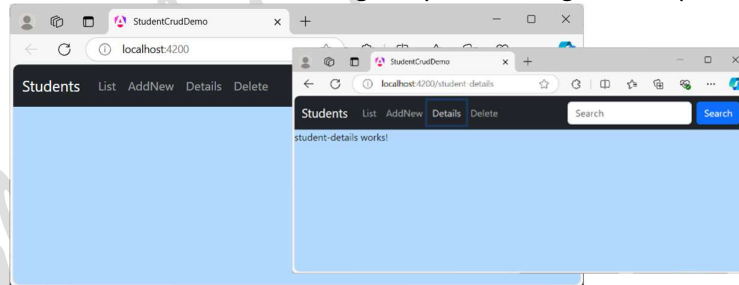 StudentCrudDemo
localhost:4200
Students List AddNew Details Delete
StudentCrudDemo
localhost:4200/student-details
Students List AddNew Details Delete Search Search
student-details works!